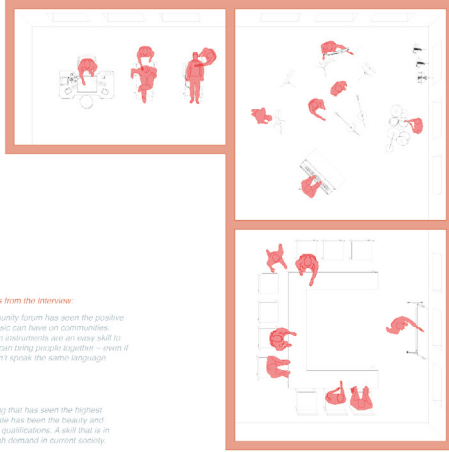 s from the Interview:
unity forum has seen the positive
sic can have on communities.
n instruments are an easy skill to
can bring people together – even if
n't speak the same language.
ng that has seen the highest
ate has been the beauty and
qualifications. A skill that is in
gh demand in current society.